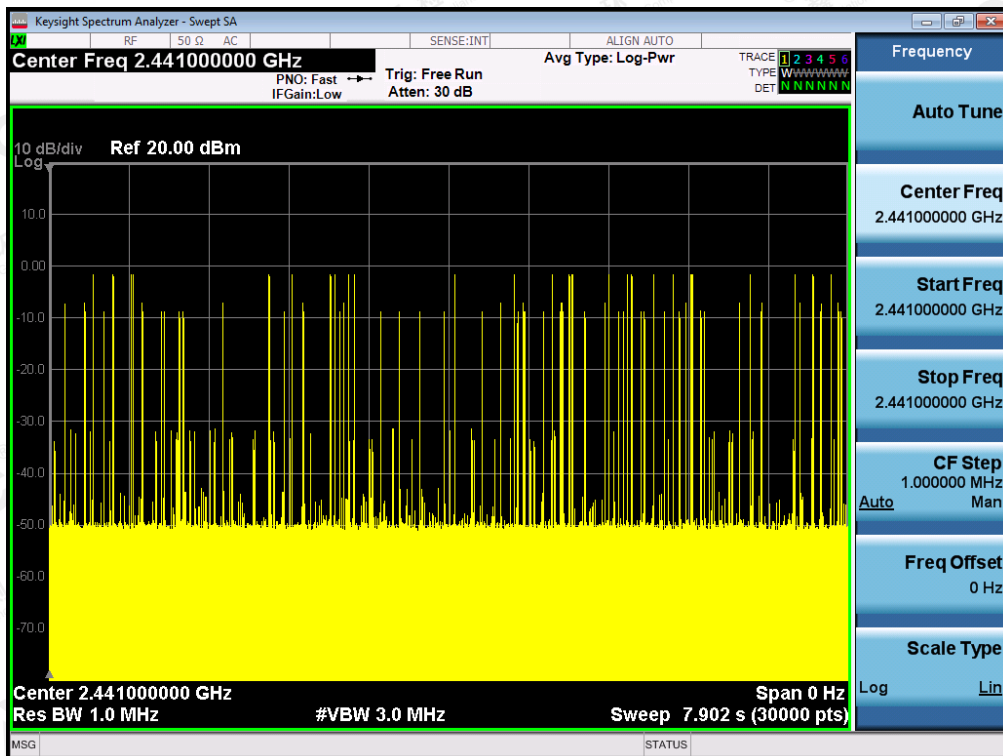 Keysight Spectrum Analyzer - Swept SA
LXI
RF 50 Ω AC SENSE:INT ALIGN AUTO
Center Freq 2.441000000 GHz
PNO: Fast
IFGain:Low
Trig: Free Run
Atten: 30 dB
Avg Type: Log-Pwr
TRACE 1 2 3 4 5 6
TYPE W
DET N N N N N N
10 dB/div Ref 20.00 dBm
Log
10.0
0.00
-10.0
-20.0
-30.0
-40.0
-50.0
-60.0
-70.0
Center 2.441000000 GHz Span 0 Hz
Res BW 1.0 MHz #VBW 3.0 MHz Sweep 7.902 s (30000 pts)
MSG STATUS
Frequency
Auto Tune
Center Freq
2.441000000 GHz
Start Freq
2.441000000 GHz
Stop Freq
2.441000000 GHz
CF Step
1.000000 MHz
Auto Man
Freq Offset
0 Hz
Scale Type
Log Lin